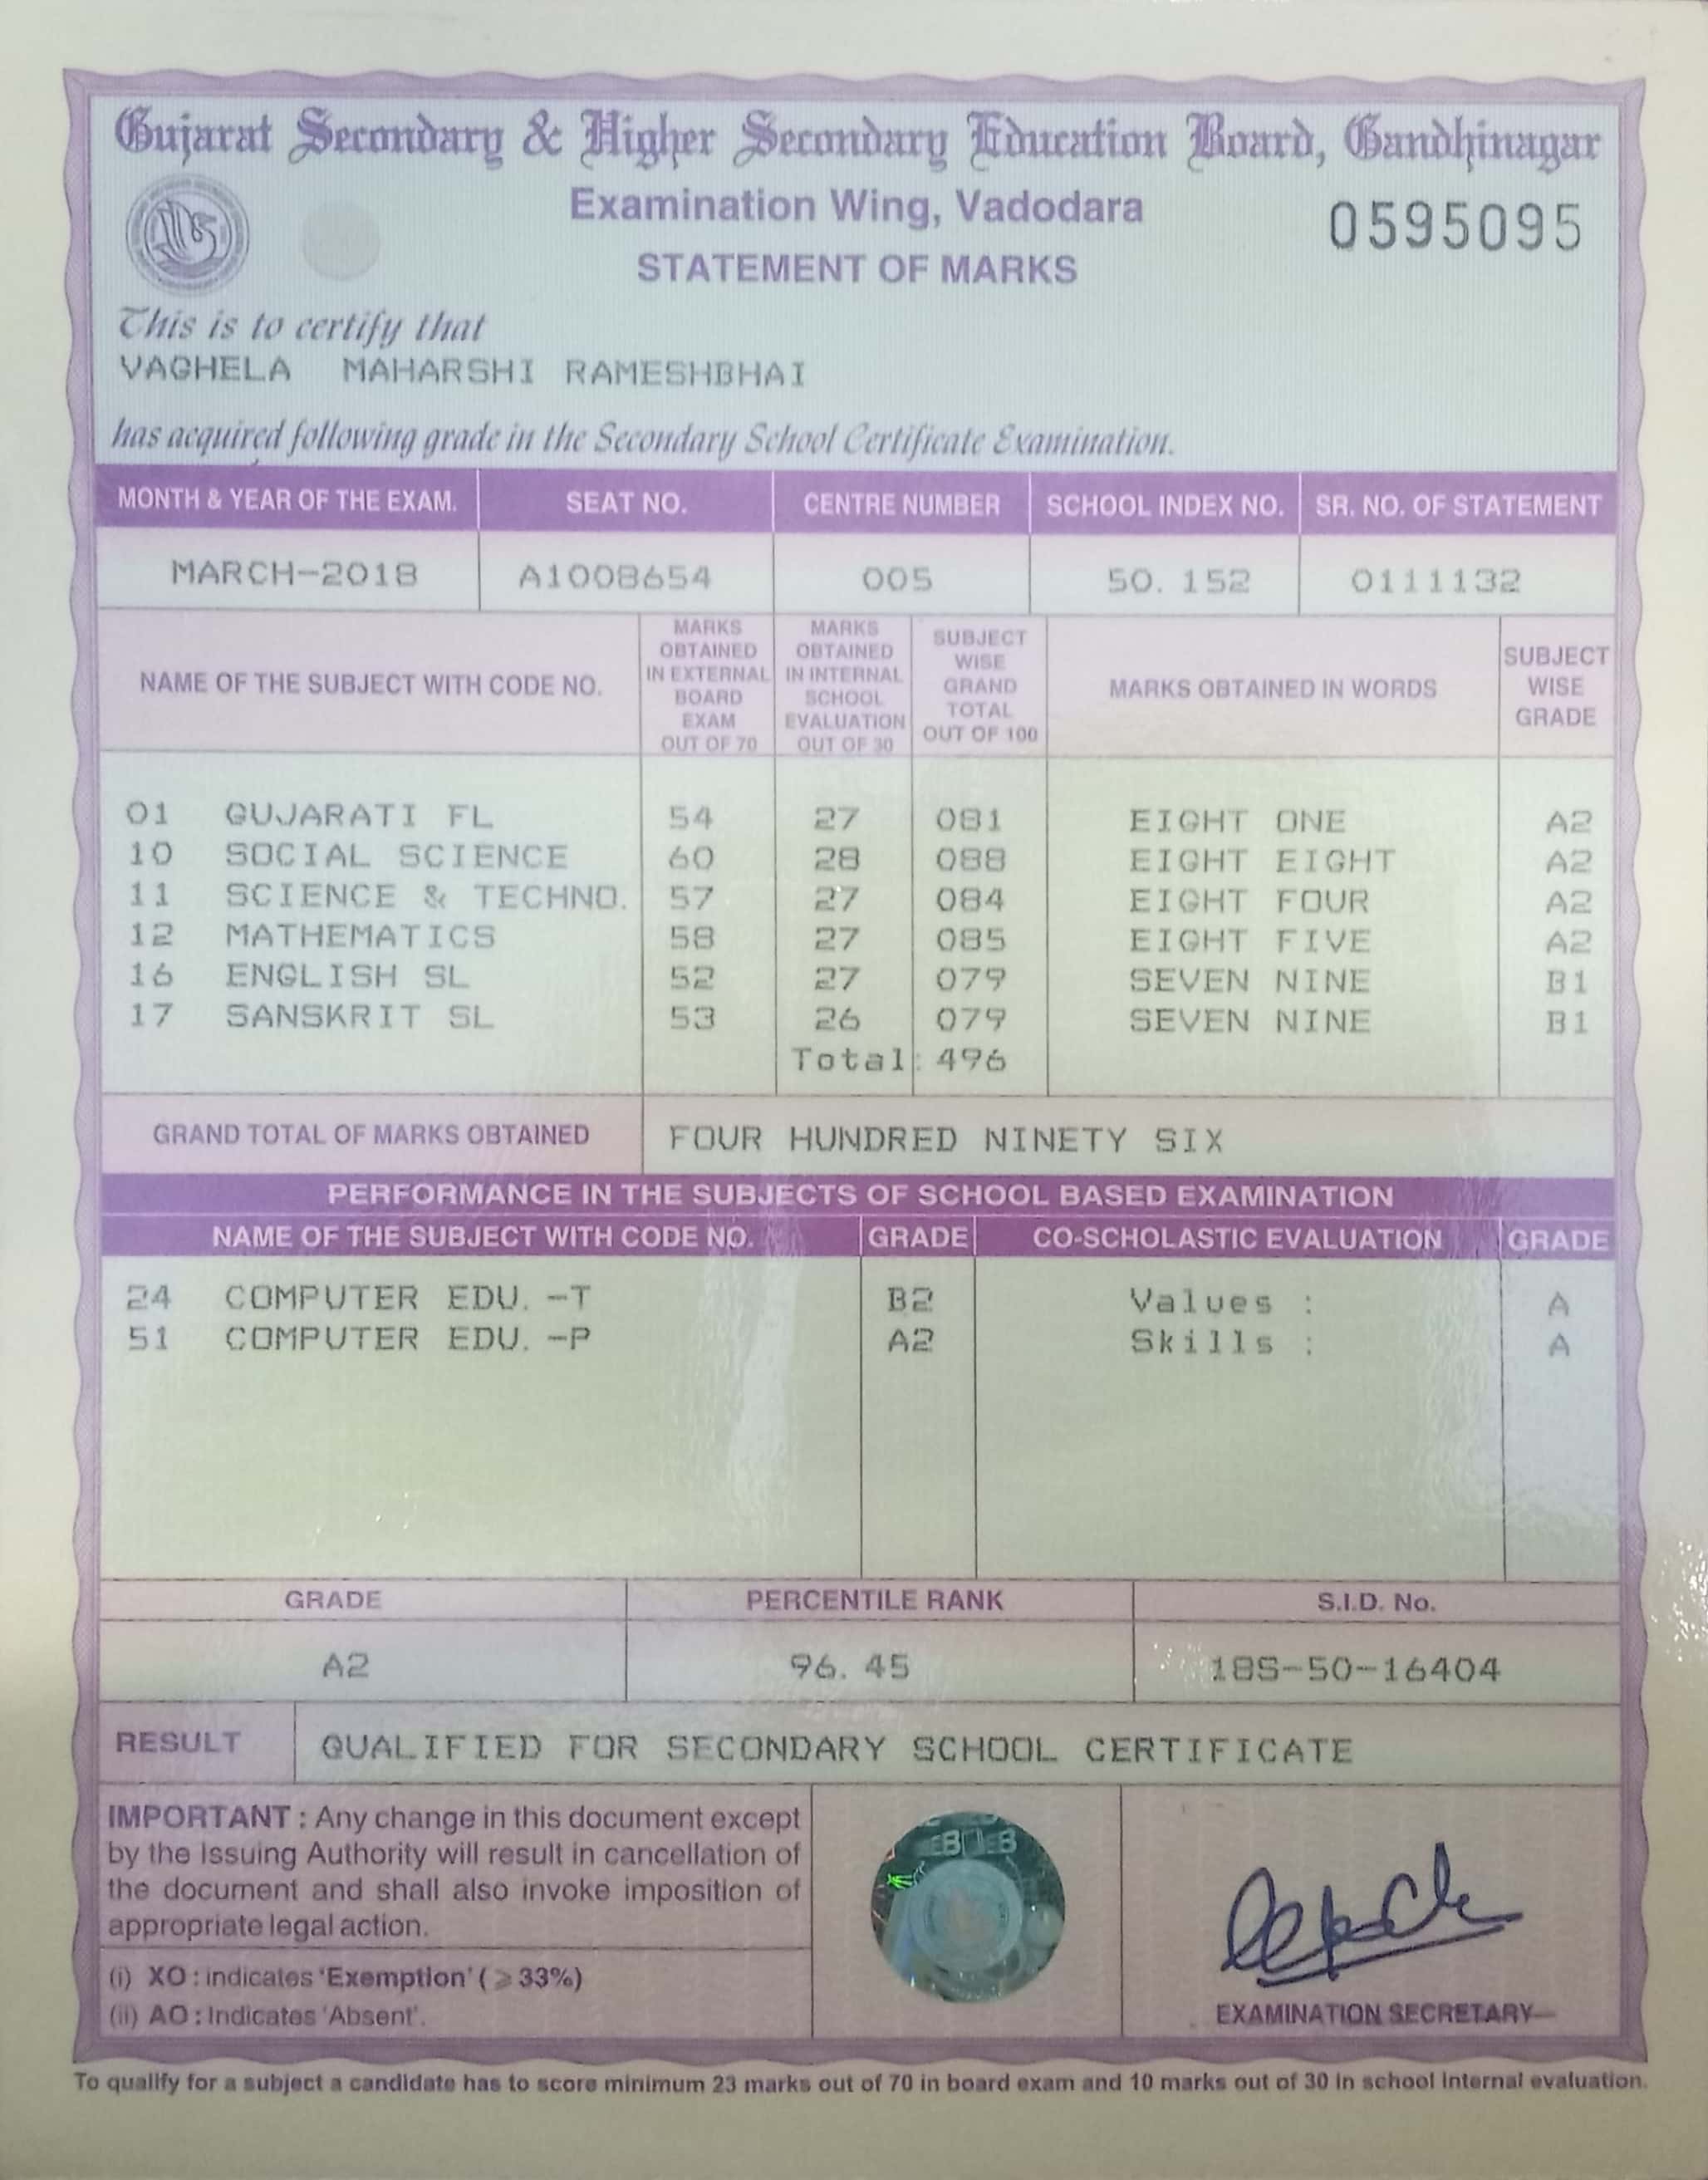 Gujarat Secondary & Higher Secondary Education Board, Gandhinagar
Examination Wing, Vadodara
0595095
STATEMENT OF MARKS
This is to certify that
VAGHELA MAHARSHI RAMESHBHAI
has acquired following grade in the Secondary School Certificate Examination.
MONTH & YEAR OF THE EXAM. SEAT NO. CENTRE NUMBER SCHOOL INDEX NO. SR. NO. OF STATEMENT
MARCH-2018 A1008654 005 50.152 0111132
NAME OF THE SUBJECT WITH CODE NO.
MARKS
OBTAINED
IN EXTERNAL
BOARD
EXAM
OUT OF 70
MARKS
OBTAINED
IN INTERNAL
SCHOOL
EVALUATION
OUT OF 30
SUBJECT
WISE
GRAND
TOTAL
OUT OF 100
MARKS OBTAINED IN WORDS
SUBJECT
WISE
GRADE
01 GUJARATI FL 54 27 081 EIGHT ONE A2
10 SOCIAL SCIENCE 60 28 088 EIGHT EIGHT A2
11 SCIENCE & TECHNO. 57 27 084 EIGHT FOUR A2
12 MATHEMATICS 58 27 085 EIGHT FIVE A2
16 ENGLISH SL 52 27 079 SEVEN NINE B1
17 SANSKRIT SL 53 26 079 SEVEN NINE B1
Total: 496
GRAND TOTAL OF MARKS OBTAINED FOUR HUNDRED NINETY SIX
PERFORMANCE IN THE SUBJECTS OF SCHOOL BASED EXAMINATION
NAME OF THE SUBJECT WITH CODE NO. GRADE CO-SCHOLASTIC EVALUATION GRADE
24 COMPUTER EDU.-T B2 Values : A
51 COMPUTER EDU.-P A2 Skills : A
GRADE PERCENTILE RANK S.I.D. No.
A2 96.45 18S-50-16404
RESULT QUALIFIED FOR SECONDARY SCHOOL CERTIFICATE
IMPORTANT : Any change in this document except
by the Issuing Authority will result in cancellation of
the document and shall also invoke imposition of
appropriate legal action.
(i) XO : indicates 'Exemption' (⩾ 33%)
(ii) AO : Indicates 'Absent'.
EXAMINATION SECRETARY
To qualify for a subject a candidate has to score minimum 23 marks out of 70 in board exam and 10 marks out of 30 in school internal evaluation.